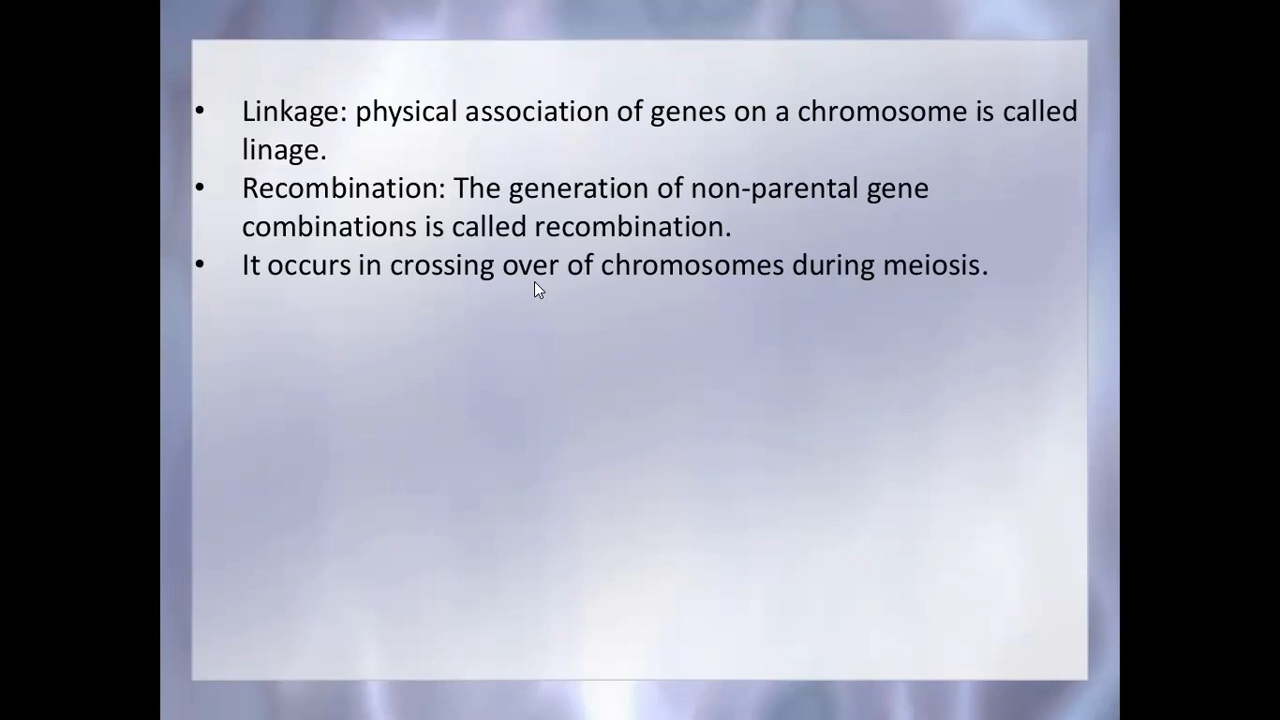 • Linkage: physical association of genes on a chromosome is called
linage.
• Recombination: The generation of non-parental gene
combinations is called recombination.
• It occurs in crossing over of chromosomes during meiosis.